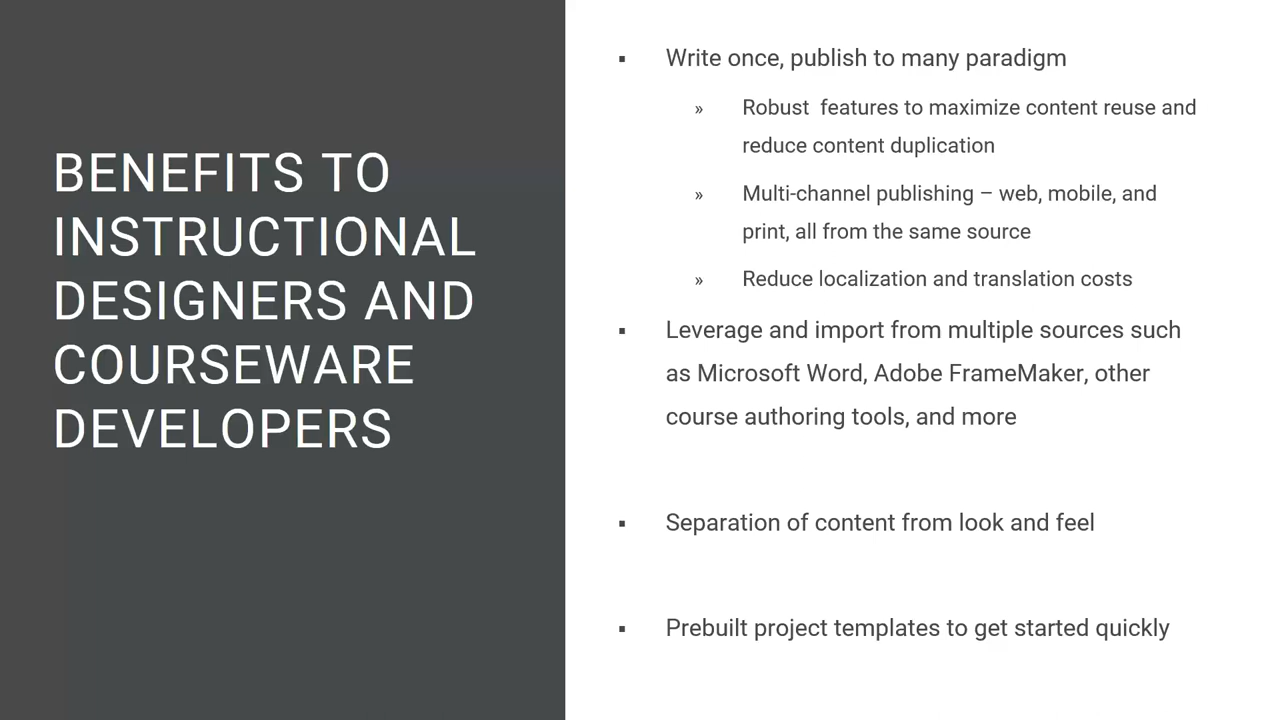 BENEFITS TO
INSTRUCTIONAL
DESIGNERS AND
COURSEWARE
DEVELOPERS
▪ Write once, publish to many paradigm
» Robust  features to maximize content reuse and
reduce content duplication
» Multi-channel publishing – web, mobile, and
print, all from the same source
» Reduce localization and translation costs
▪ Leverage and import from multiple sources such
as Microsoft Word, Adobe FrameMaker, other
course authoring tools, and more
▪ Separation of content from look and feel
▪ Prebuilt project templates to get started quickly